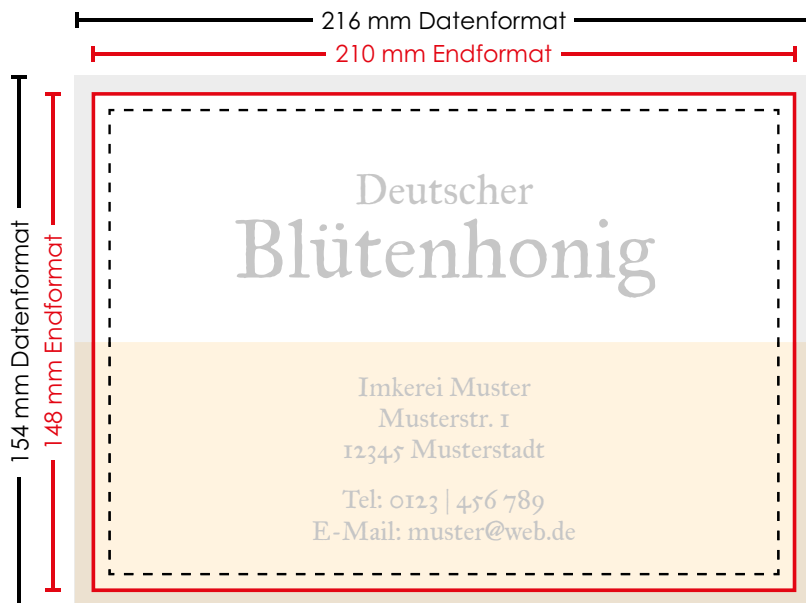 216 mm Datenformat
210 mm Endformat
154 mm Datenformat
148 mm Endformat
Deutscher
Blütenhonig
Imkerei Muster
Musterstr. 1
12345 Musterstadt
Tel: 0123 | 456 789
E-Mail: muster@web.de